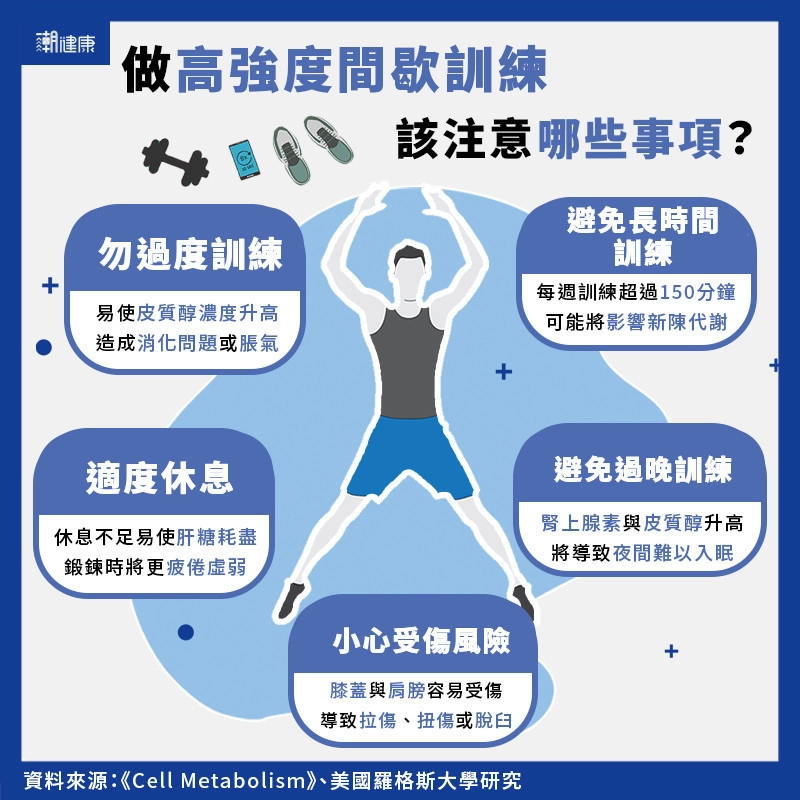 潮健康
做高強度間歇訓練
該注意哪些事項？
勿過度訓練
易使皮質醇濃度升高
造成消化問題或脹氣
避免長時間
訓練
每週訓練超過150分鐘
可能將影響新陳代謝
適度休息
休息不足易使肝糖耗盡
鍛鍊時將更疲倦虛弱
避免過晚訓練
腎上腺素與皮質醇升高
將導致夜間難以入眠
小心受傷風險
膝蓋與肩膀容易受傷
導致拉傷、扭傷或脫臼
資料來源：《Cell Metabolism》、美國羅格斯大學研究